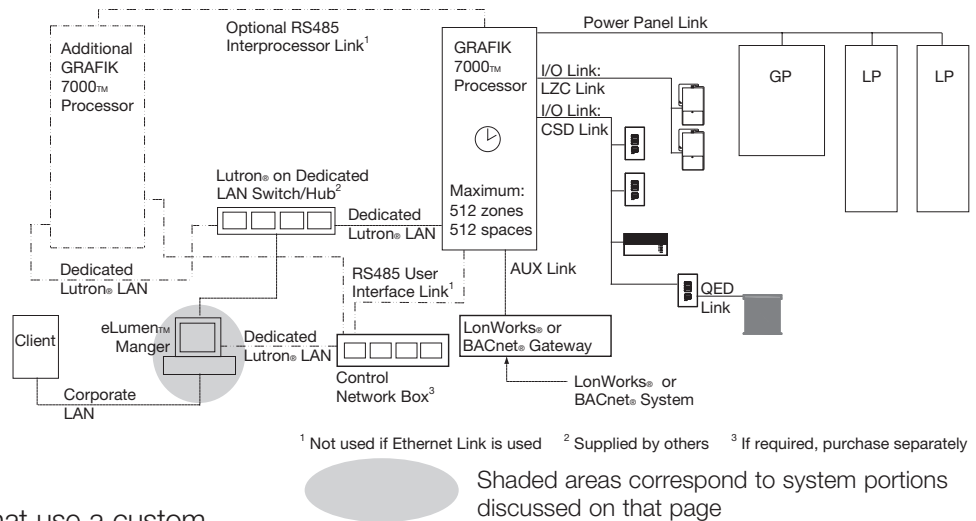 Optional RS485
Interprocessor Link¹
Power Panel Link
Additional
GRAFIK
7000™
Processor
GRAFIK
7000™
Processor
I/O Link:
LZC Link
I/O Link:
CSD Link
GP
LP
LP
Lutron® on Dedicated
LAN Switch/Hub²
Maximum:
512 zones
512 spaces
Dedicated
Lutron® LAN
Dedicated
Lutron® LAN
RS485 User
Interface Link¹
AUX Link
QED
Link
Client
eLumen™
Manger
Dedicated
Lutron® LAN
LonWorks® or
BACnet® Gateway
Control
Network Box³
LonWorks® or
BACnet® System
Corporate
LAN
¹ Not used if Ethernet Link is used ² Supplied by others ³ If required, purchase separately
Shaded areas correspond to system portions
discussed on that page
that use a custom